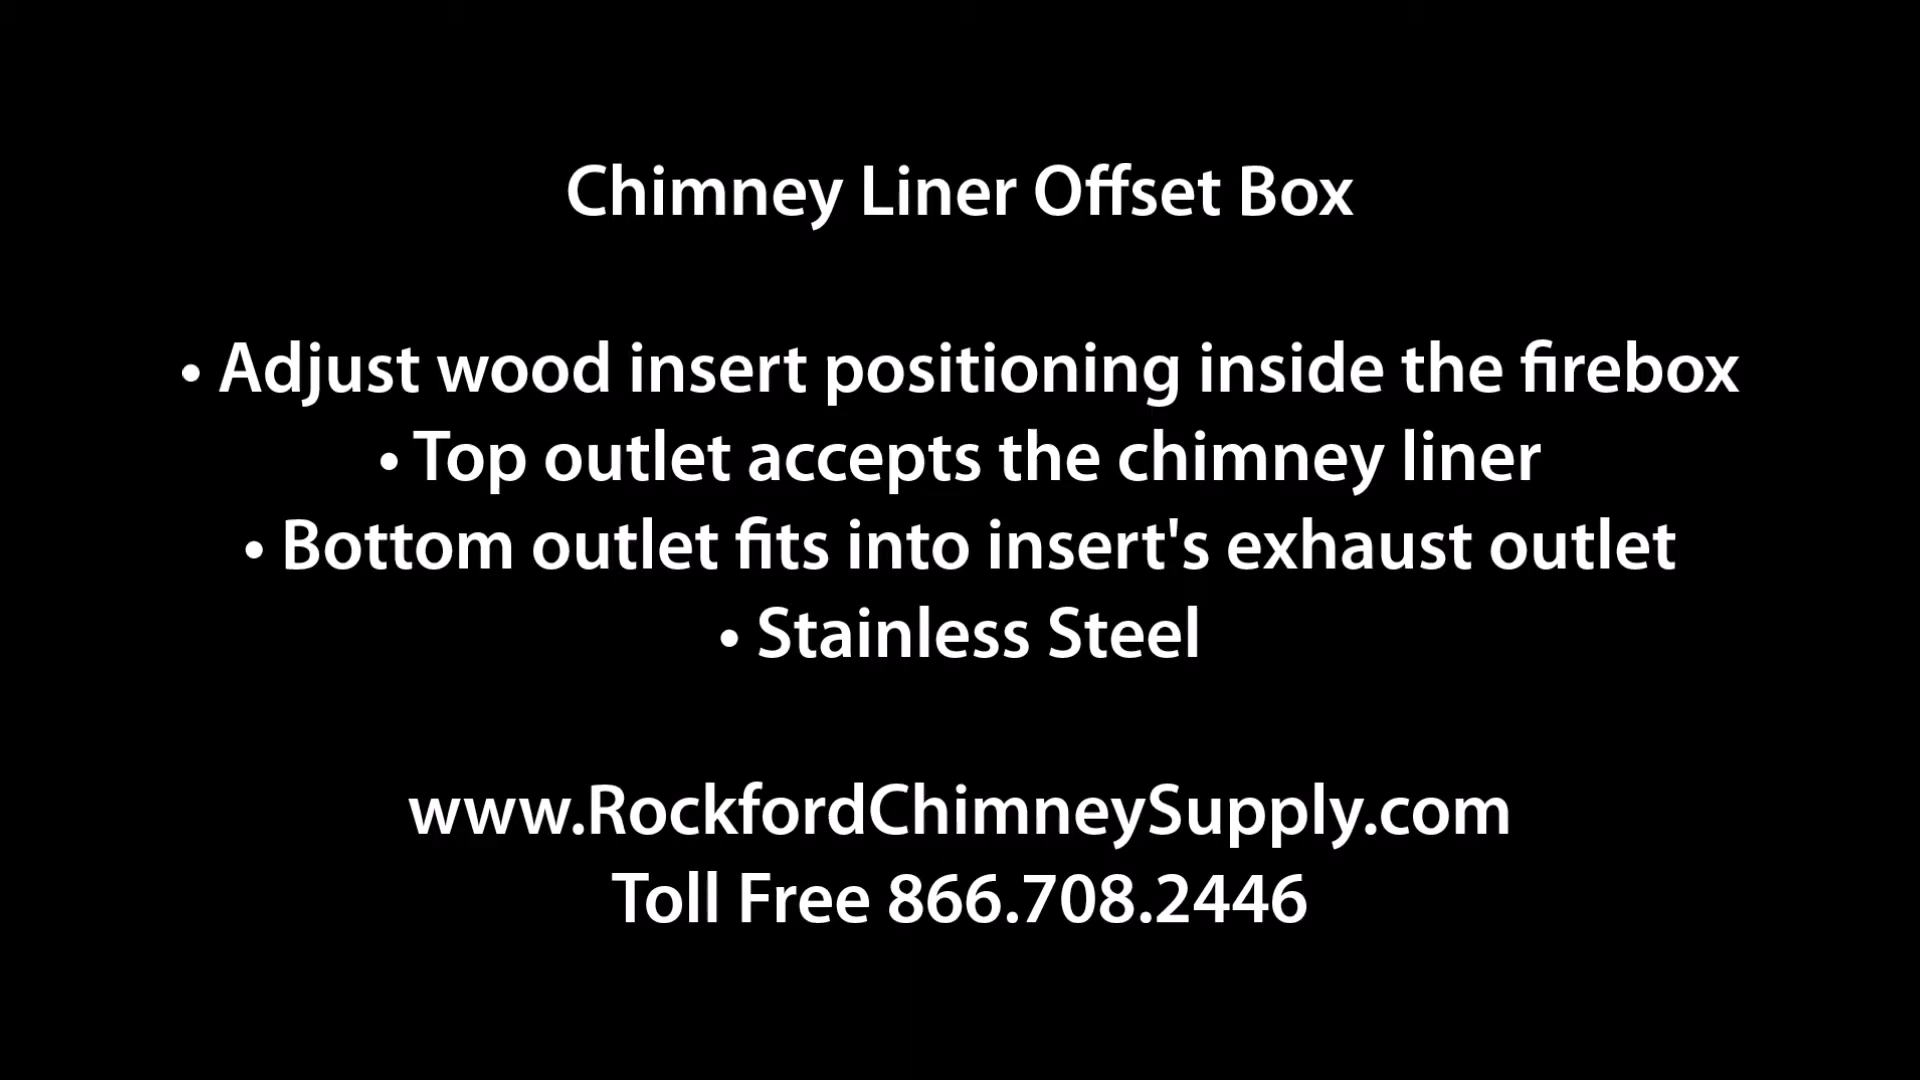 Chimney Liner Offset Box
• Adjust wood insert positioning inside the firebox
• Top outlet accepts the chimney liner
• Bottom outlet fits into insert's exhaust outlet
• Stainless Steel
www.RockfordChimneySupply.com
Toll Free 866.708.2446